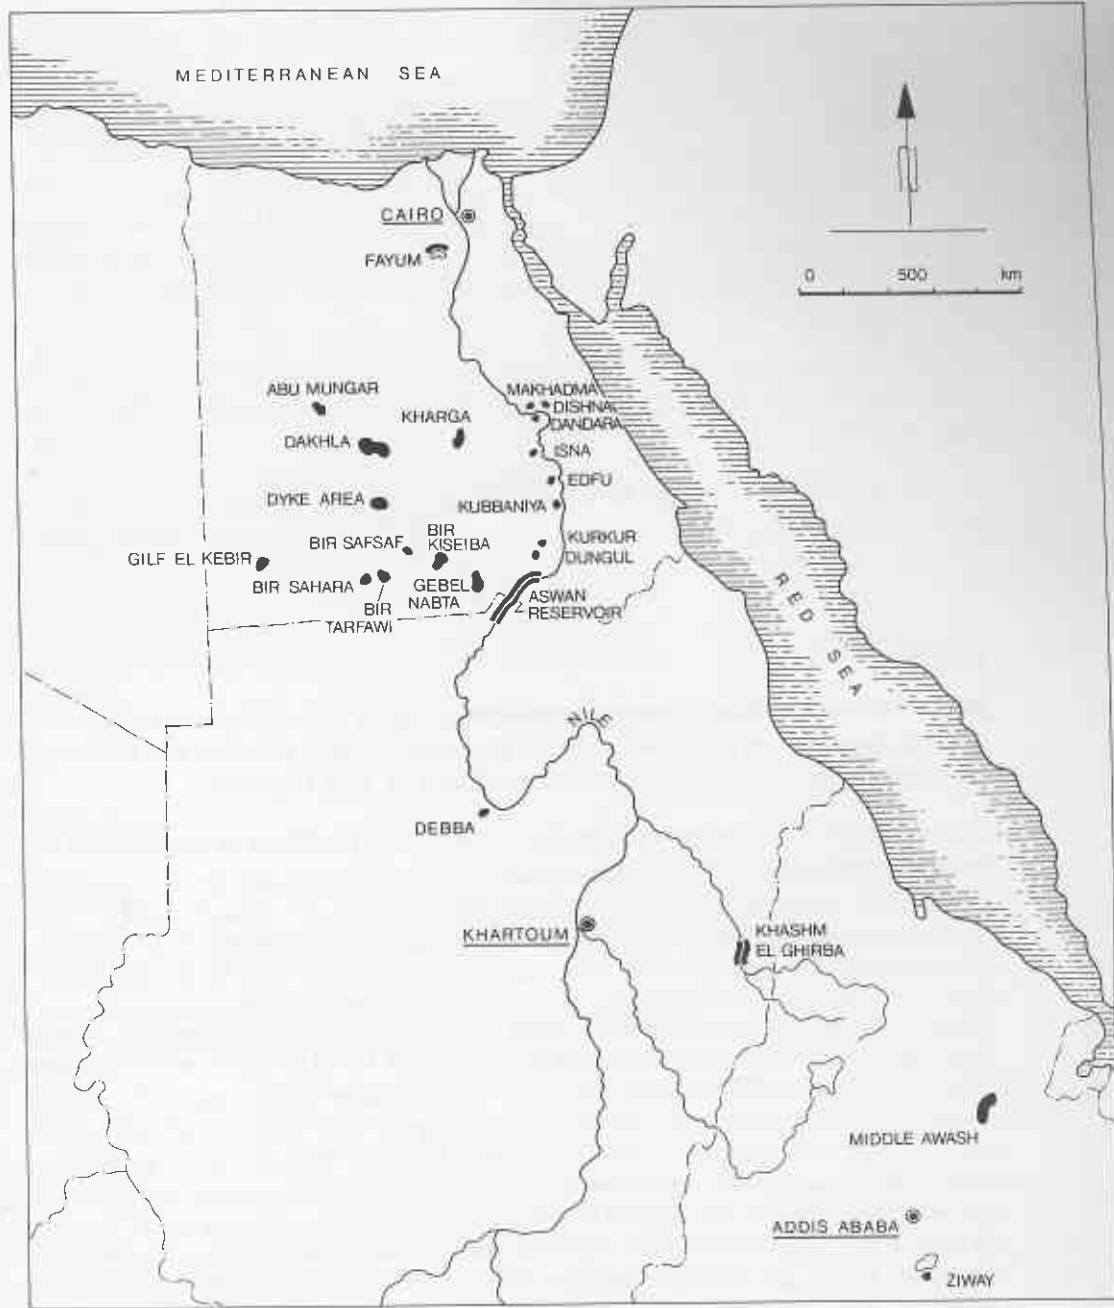 MEDITERRANEAN SEA
CAIRO
FAYUM
0 500 km
ABU MUNGAR
MAKHADMA
DISHNA
DANDARA
KHARGA
DAKHLA
ISNA
EDFU
DYKE AREA
KUBBANIYA
BIR SAFSAF
BIR
KISEIBA
KURKUR
DUNGUL
GILF EL KEBIR
BIR SAHARA
GEBEL
NABTA
BIR
TARFAWI
ASWAN
RESERVOIR
RED SEA
NILE
DEBBA
KHARTOUM
KHASHM
EL GHIRBA
MIDDLE AWASH
ADDIS ABABA
ZIWAY